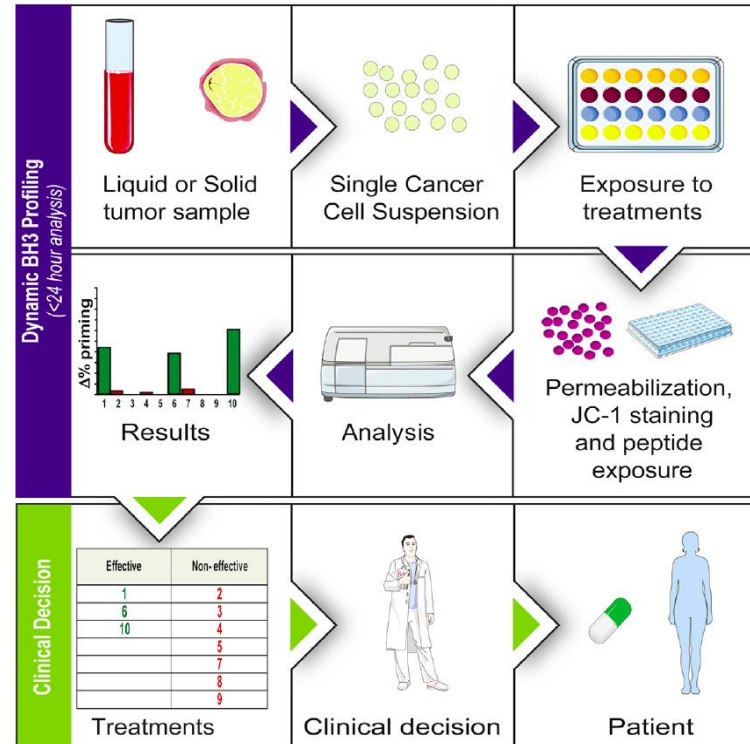 Dynamic BH3 Profiling
(<24 hour analysis)
Liquid or Solid
tumor sample
Single Cancer
Cell Suspension
Exposure to
treatments
Δ% priming
1 2 3 4 5 6 7 8 9 10
Results
Analysis
Permeabilization,
JC-1 staining
and peptide
exposure
Clinical Decision
Effective Non- effective
1 2
6 3
10 4
5
7
8
9
Treatments
Clinical decision
Patient